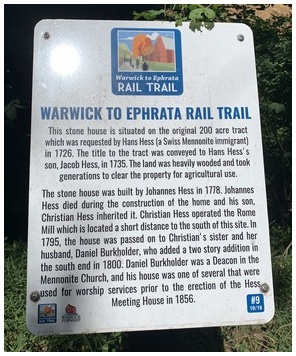 Warwick to Ephrata
RAIL TRAIL
WARWICK TO EPHRATA RAIL TRAIL
This stone house is situated on the original 200 acre tract
which was requested by Hans Hess (a Swiss Mennonite immigrant)
in 1726. The title to the tract was conveyed to Hans Hess`s
son, Jacob Hess, in 1735. The land was heavily wooded and took
generations to clear the property for agricultural use.
The stone house was built by Johannes Hess in 1778. Johannes
Hess died during the construction of the home and his son,
Christian Hess inherited it. Christian Hess operated the Rome
Mill which is located a short distance to the south of this site. In
1795, the house was passed on to Christian`s sister and her
husband, Daniel Burkholder, who added a two story addition in
the south end in 1800. Daniel Burkholder was a Deacon in the
Mennonite Church, and his house was one of several that were
used for worship services prior to the erection of the Hess
Meeting House in 1856.
#9
10/18
RAIL TRAIL
WARWICK